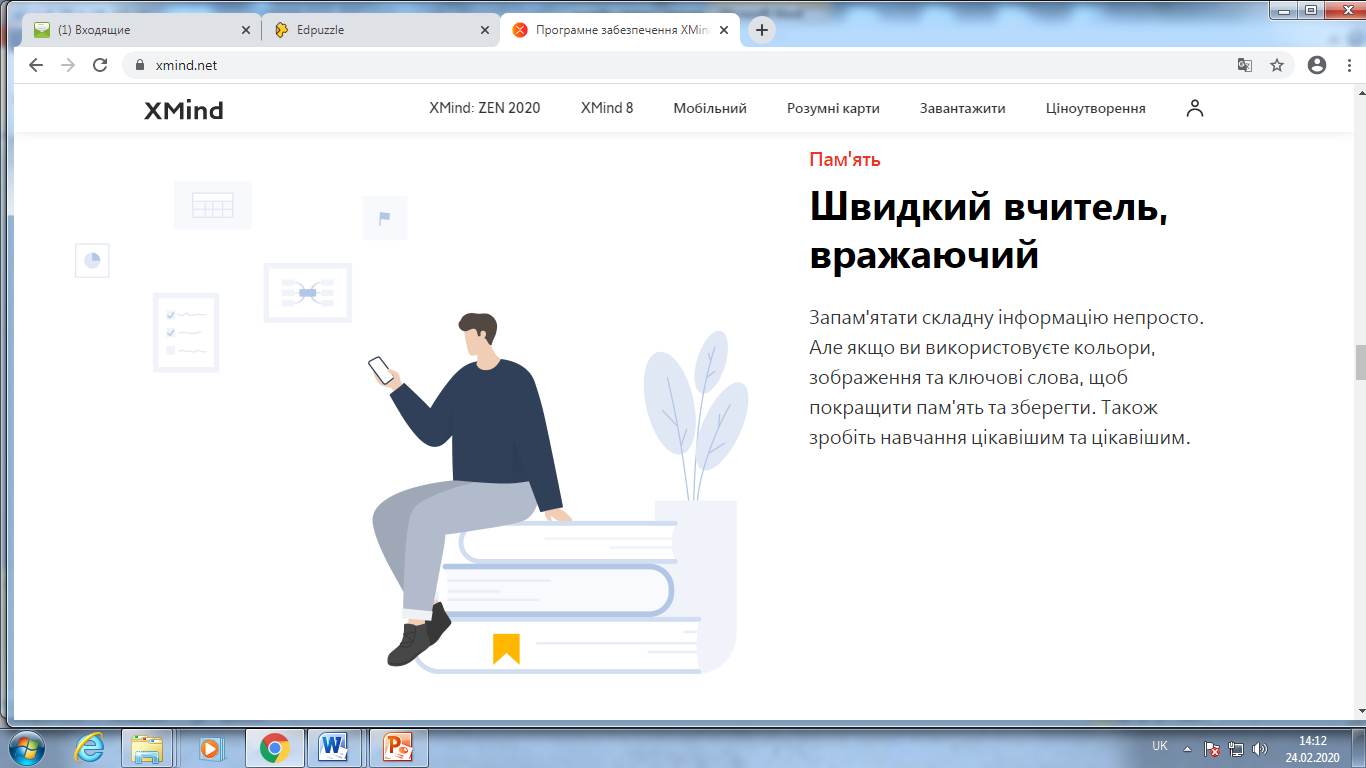 (1) Входящие
Edpuzzle
Програмне забезпечення XMin
xmind.net
XMind
XMind: ZEN 2020
XMind 8
Мобільний
Розумні карти
Завантажити
Ціноутворення
Пам'ять
Швидкий вчитель,
вражаючий
Запам'ятати складну інформацію непросто.
Але якщо ви використовуєте кольори,
зображення та ключові слова, щоб
покращити пам'ять та зберегти. Також
зробіть навчання цікавішим та цікавішим.
UK
14:12
24.02.2020